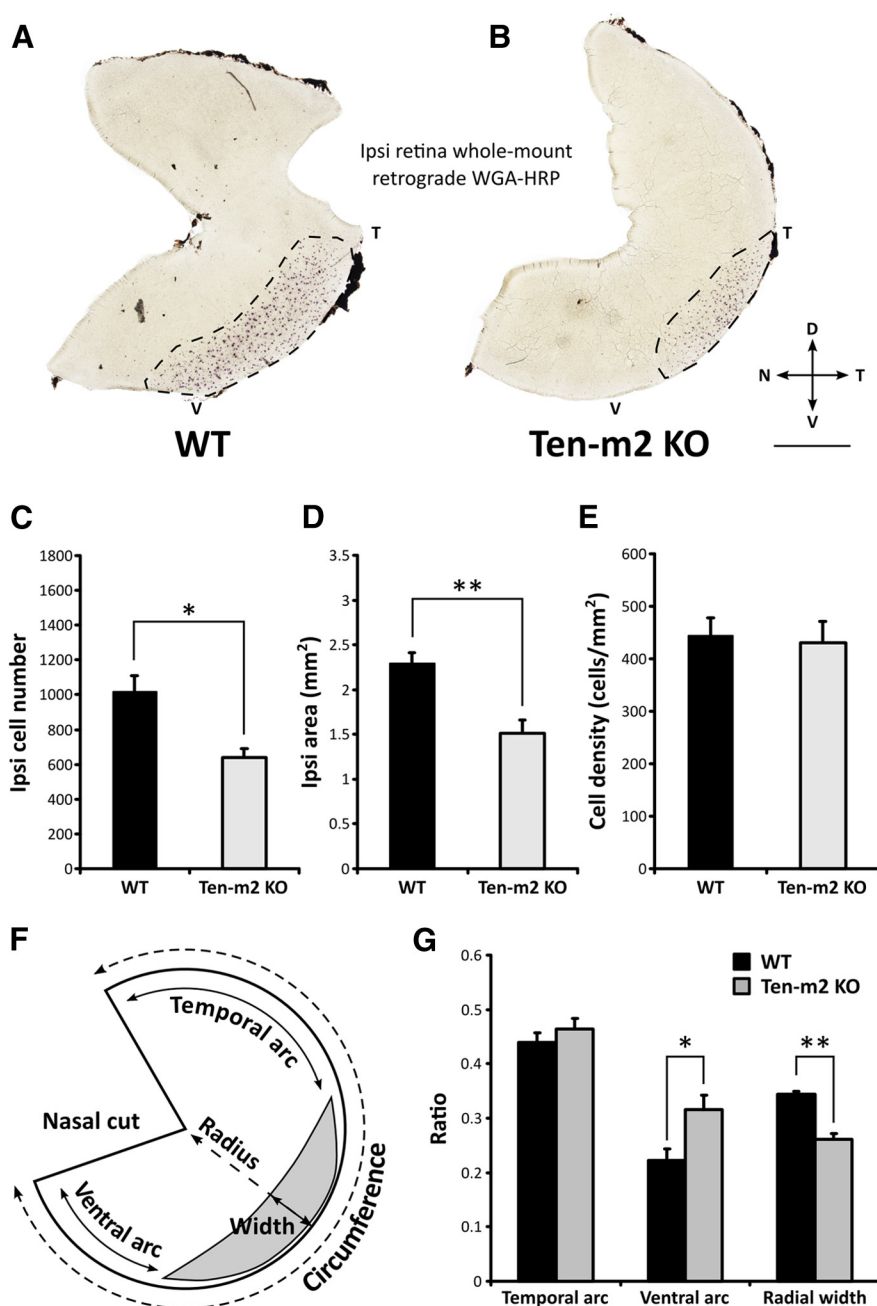 A
B
Ipsi retina whole-mount
retrograde WGA-HRP
T
T
D
N
T
V
V
V
WT
Ten-m2 KO
C
D
E
Ipsi cell number
1800
1600
1400
1200
1000
800
600
400
200
0
*
WT
Ten-m2 KO
Ipsi area (mm²)
3.5
3
2.5
2
1.5
1
0.5
0
**
WT
Ten-m2 KO
Cell density (cells/mm²)
600
500
400
300
200
100
0
WT
Ten-m2 KO
F
Temporal arc
Nasal cut
Radius
Width
Ventral arc
Circumference
G
WT
Ten-m2 KO
Ratio
0.6
0.5
0.4
0.3
0.2
0.1
0
*
**
Temporal arc
Ventral arc
Radial width